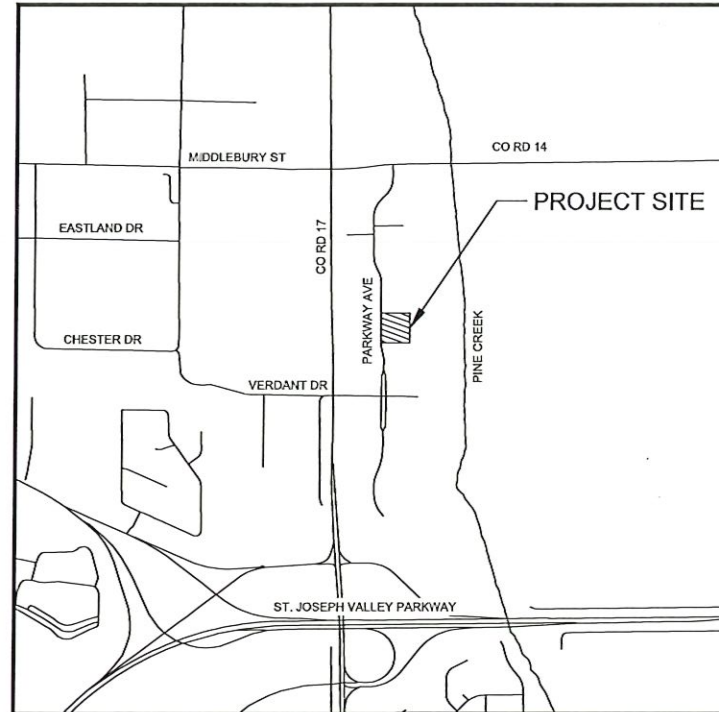 CO RD 14
MIDDLEBURY ST
PROJECT SITE
EASTLAND DR
CO RD 17
PARKWAY AVE
CHESTER DR
PINE CREEK
VERDANT DR
ST. JOSEPH VALLEY PARKWAY